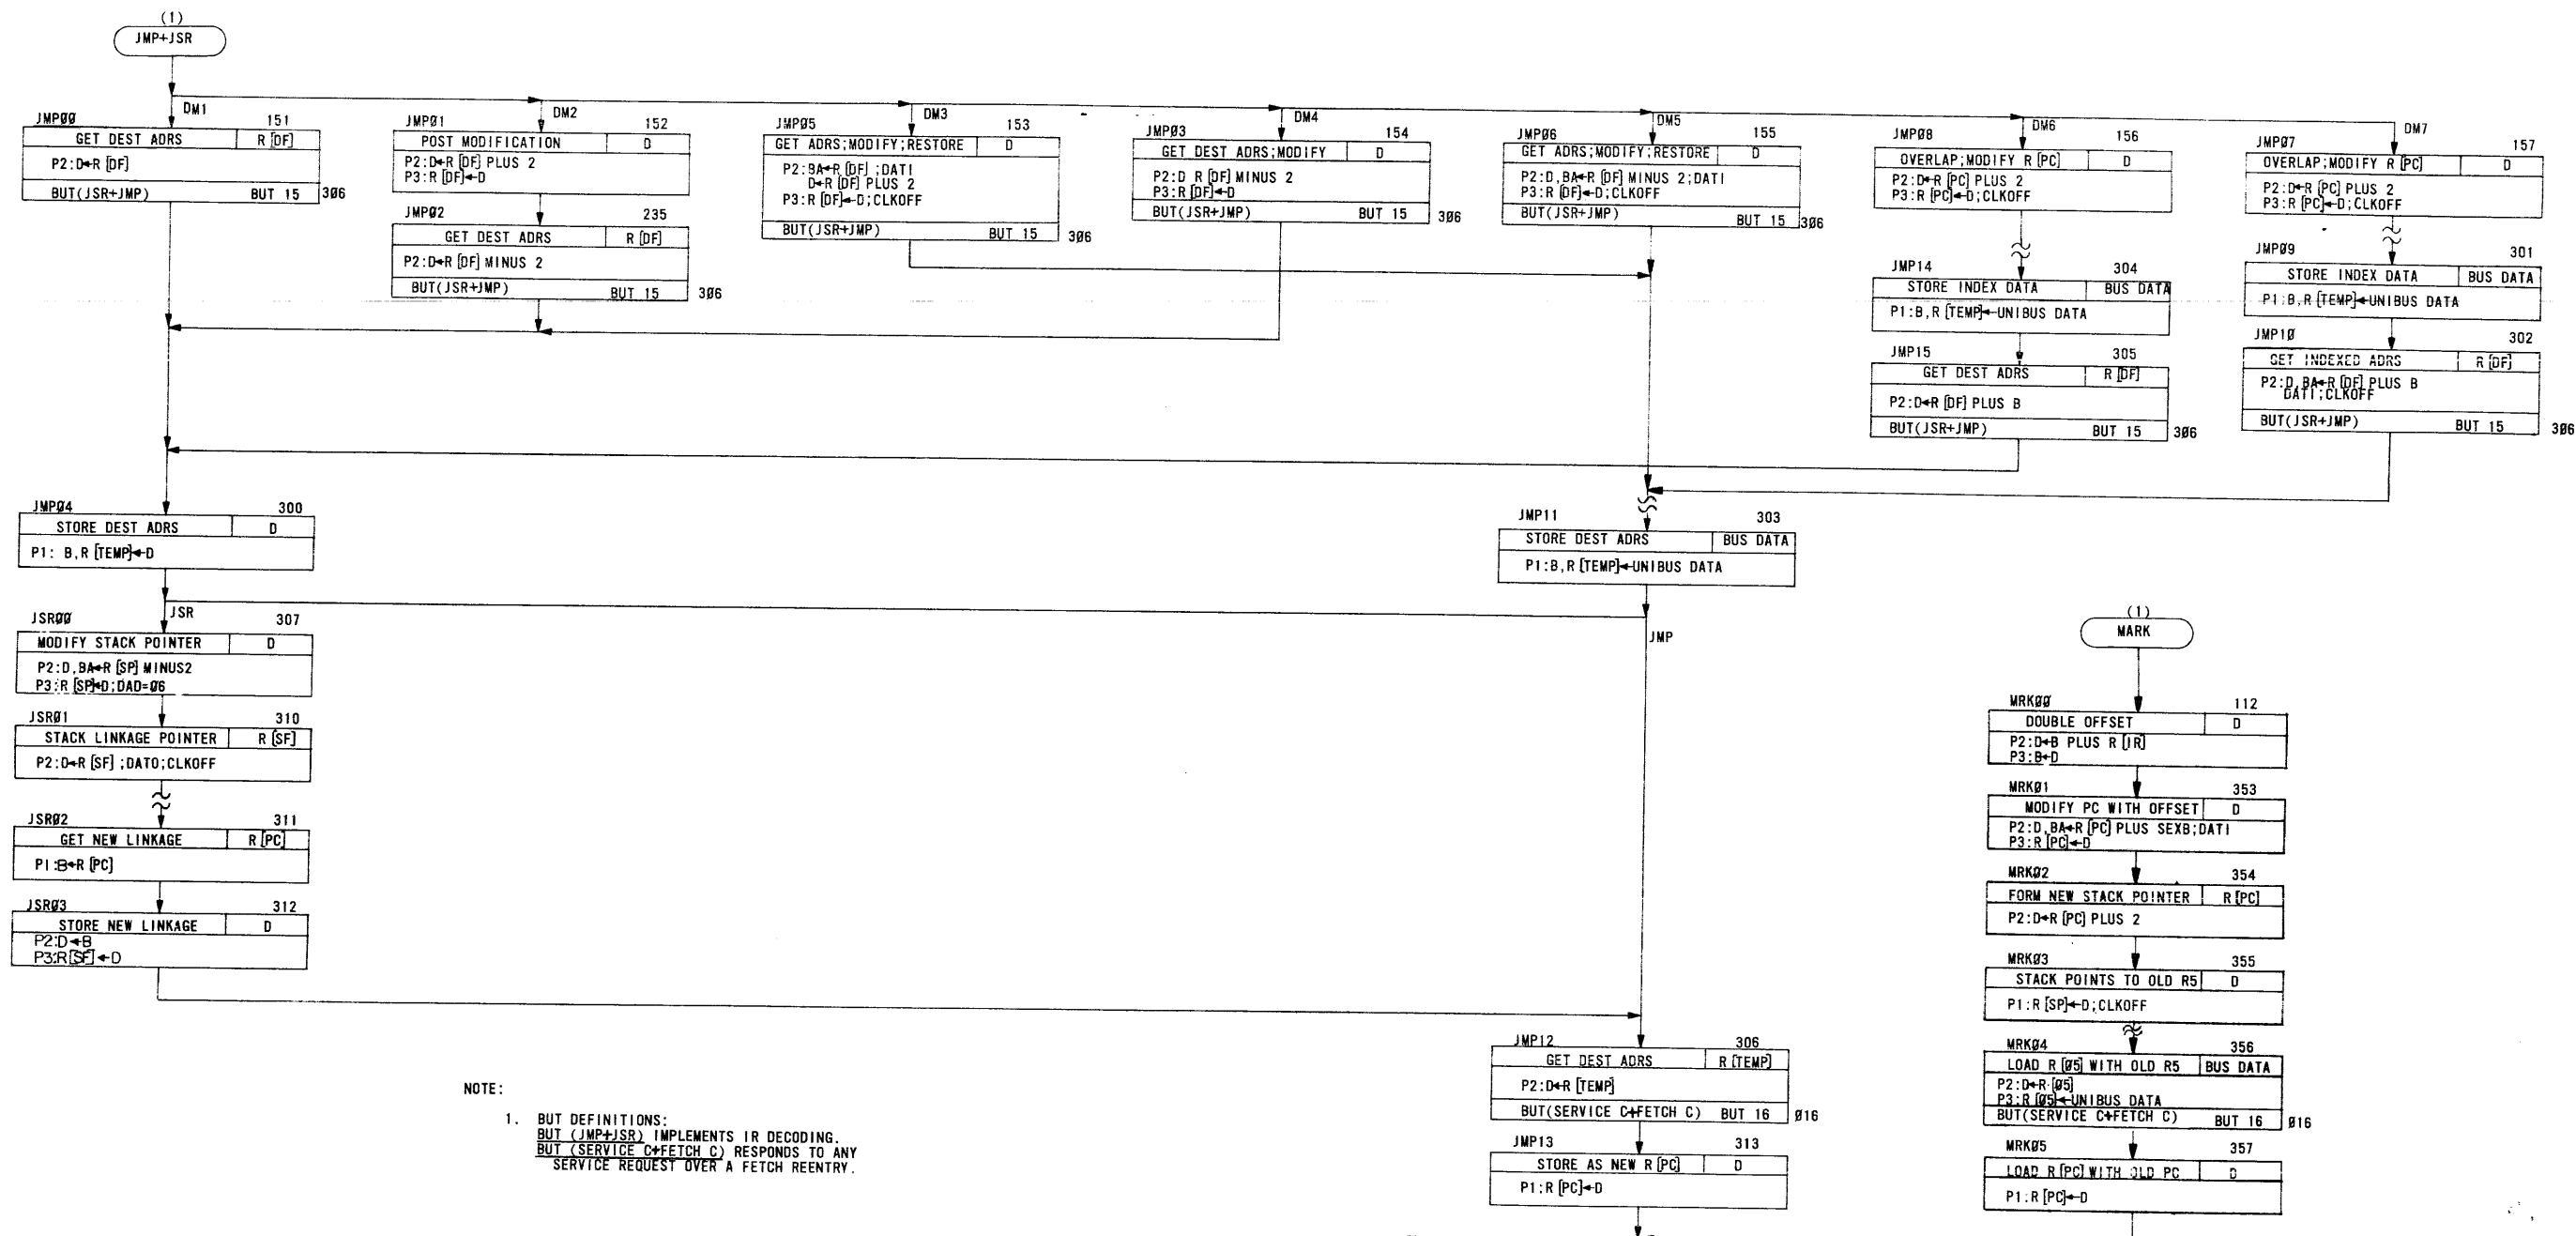 (1)
JMP+JSR
DM1
DM2
DM3
DM4
DM5
DM6
DM7
JMPØØ 151
GET DEST ADRS R [DF]
P2:D←R [DF]
BUT(JSR+JMP) BUT 15 3Ø6
JMPØ1 152
POST MODIFICATION D
P2:D←R [DF] PLUS 2
P3:R [DF]←D
JMPØ2 235
GET DEST ADRS R [DF]
P2:D←R [DF] MINUS 2
BUT(JSR+JMP) BUT 15 3Ø6
JMPØ5 153
GET ADRS;MODIFY;RESTORE D
P2:BA←R [DF] ;DATI
D←R [DF] PLUS 2
P3:R [DF]←D;CLKOFF
BUT(JSR+JMP) BUT 15 3Ø6
JMPØ3 154
GET DEST ADRS;MODIFY D
P2:D R [DF] MINUS 2
P3:R [DF]←D
BUT(JSR+JMP) BUT 15 3Ø6
JMPØ6 155
GET ADRS;MODIFY;RESTORE D
P2:D,BA←R [DF] MINUS 2;DATI
P3:R [DF]←D;CLKOFF
BUT(JSR+JMP) BUT 15 3Ø6
JMPØ8 156
OVERLAP;MODIFY R [PC] D
P2:D←R [PC] PLUS 2
P3:R [PC]←D;CLKOFF
JMP14 304
STORE INDEX DATA BUS DATA
P1:B,R [TEMP]←UNIBUS DATA
JMP15 305
GET DEST ADRS R [DF]
P2:D←R [DF] PLUS B
BUT(JSR+JMP) BUT 15 3Ø6
JMPØ7 157
OVERLAP;MODIFY R [PC] D
P2:D←R [PC] PLUS 2
P3:R [PC]←D;CLKOFF
JMPØ9 301
STORE INDEX DATA BUS DATA
P1:B,R [TEMP]←UNIBUS DATA
JMP1Ø 302
GET INDEXED ADRS R [DF]
P2:D,BA←R [DF] PLUS B
DATI;CLKOFF
BUT(JSR+JMP) BUT 15 3Ø6
JMPØ4 300
STORE DEST ADRS D
P1: B,R [TEMP]←D
JMP11 303
STORE DEST ADRS BUS DATA
P1:B,R [TEMP]←UNIBUS DATA
JSR
JMP
JSRØØ 307
MODIFY STACK POINTER D
P2:D,BA←R [SP] MINUS2
P3:R [SP]←D;DAD=Ø6
JSRØ1 310
STACK LINKAGE POINTER R [SF]
P2:D←R [SF] ;DATO;CLKOFF
JSRØ2 311
GET NEW LINKAGE R [PC]
P1:B←R [PC]
JSRØ3 312
STORE NEW LINKAGE D
P2:D←B
P3:R[SF]←D
JMP12 306
GET DEST ADRS R [TEMP]
P2:D←R [TEMP]
BUT(SERVICE C+FETCH C) BUT 16 Ø16
JMP13 313
STORE AS NEW R [PC] D
P1:R [PC]←D
(1)
MARK
MRKØØ 112
DOUBLE OFFSET D
P2:D←B PLUS R [IR]
P3:B←D
MRKØ1 353
MODIFY PC WITH OFFSET D
P2:D,BA←R [PC] PLUS SEXB;DATI
P3:R [PC]←D
MRKØ2 354
FORM NEW STACK POINTER R [PC]
P2:D←R [PC] PLUS 2
MRKØ3 355
STACK POINTS TO OLD R5 D
P1:R [SP]←D;CLKOFF
MRKØ4 356
LOAD R [Ø5] WITH OLD R5 BUS DATA
P2:D←R [Ø5]
P3:R [Ø5]←UNIBUS DATA
BUT(SERVICE C+FETCH C) BUT 16 Ø16
MRKØ5 357
LOAD R [PC] WITH OLD PC D
P1:R [PC]←D
NOTE:
1. BUT DEFINITIONS:
BUT (JMP+JSR) IMPLEMENTS IR DECODING.
BUT (SERVICE C+FETCH C) RESPONDS TO ANY
SERVICE REQUEST OVER A FETCH REENTRY.